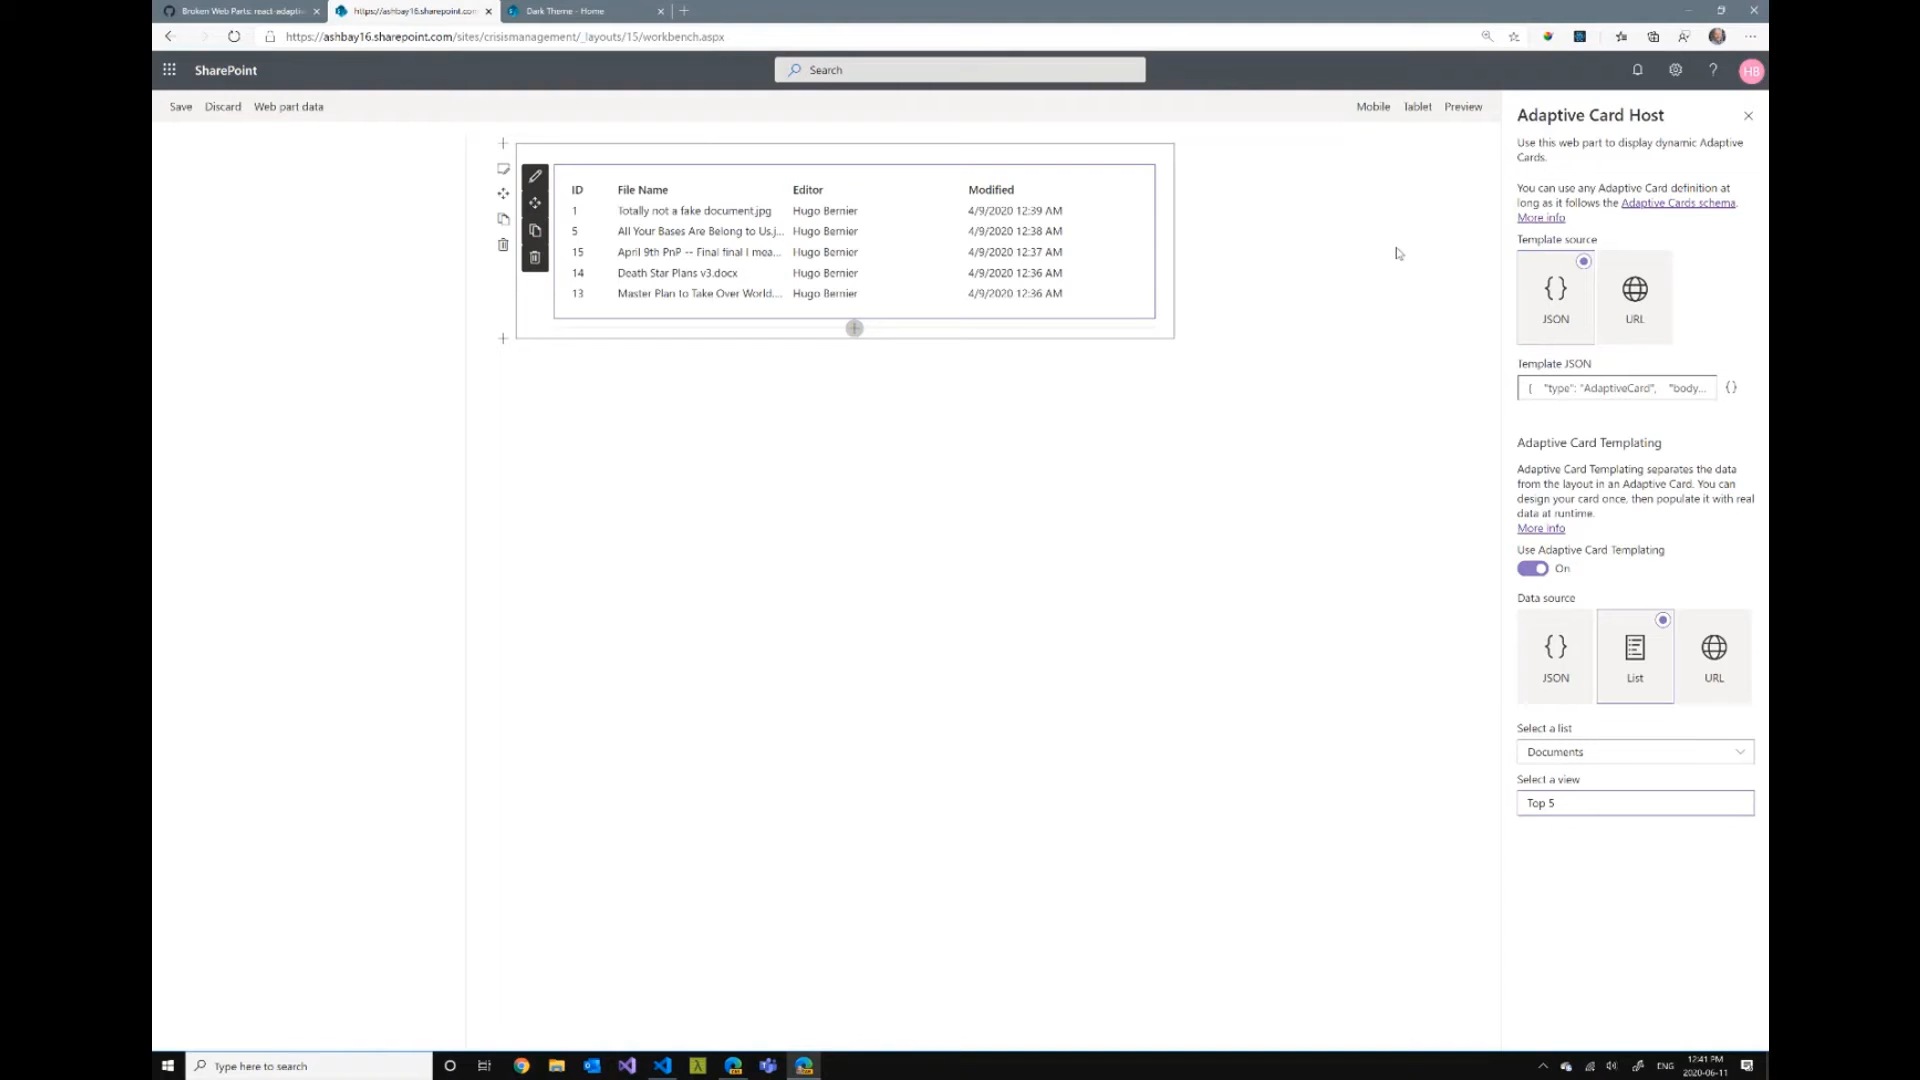 Broken Web Parts: react-adaptiv
https://ashbay16.sharepoint.com
Dark Theme - Home
https://ashbay16.sharepoint.com/sites/crisismanagement/_layouts/15/workbench.aspx
SharePoint
Search
HB
Save
Discard
Web part data
Mobile
Tablet
Preview
ID
File Name
Editor
Modified
1
Totally not a fake document.jpg
Hugo Bernier
4/9/2020 12:39 AM
5
All Your Bases Are Belong to Us.j...
Hugo Bernier
4/9/2020 12:38 AM
15
April 9th PnP -- Final final I mea...
Hugo Bernier
4/9/2020 12:37 AM
14
Death Star Plans v3.docx
Hugo Bernier
4/9/2020 12:36 AM
13
Master Plan to Take Over World....
Hugo Bernier
4/9/2020 12:36 AM
Adaptive Card Host
Use this web part to display dynamic Adaptive
Cards.
You can use any Adaptive Card definition at
long as it follows the Adaptive Cards schema.
More info
Template source
{ }
JSON
URL
Template JSON
{ "type": "AdaptiveCard", "body...
{}
Adaptive Card Templating
Adaptive Card Templating separates the data
from the layout in an Adaptive Card. You can
design your card once, then populate it with real
data at runtime.
More info
Use Adaptive Card Templating
On
Data source
{ }
JSON
List
URL
Select a list
Documents
Select a view
Top 5
Type here to search
ENG
12:41 PM
2020-06-11